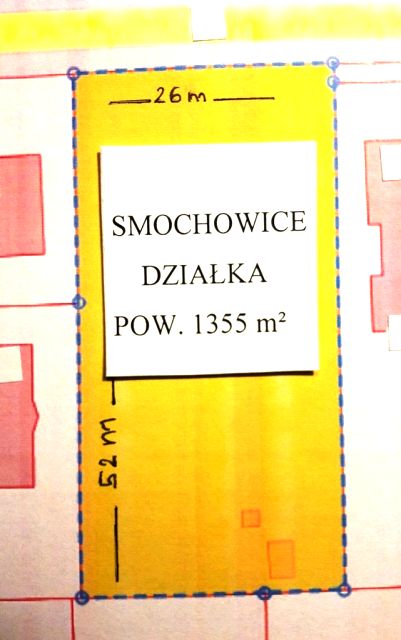 26 m
SMOCHOWICE
DZIAŁKA
POW. 1355 m²
52 m